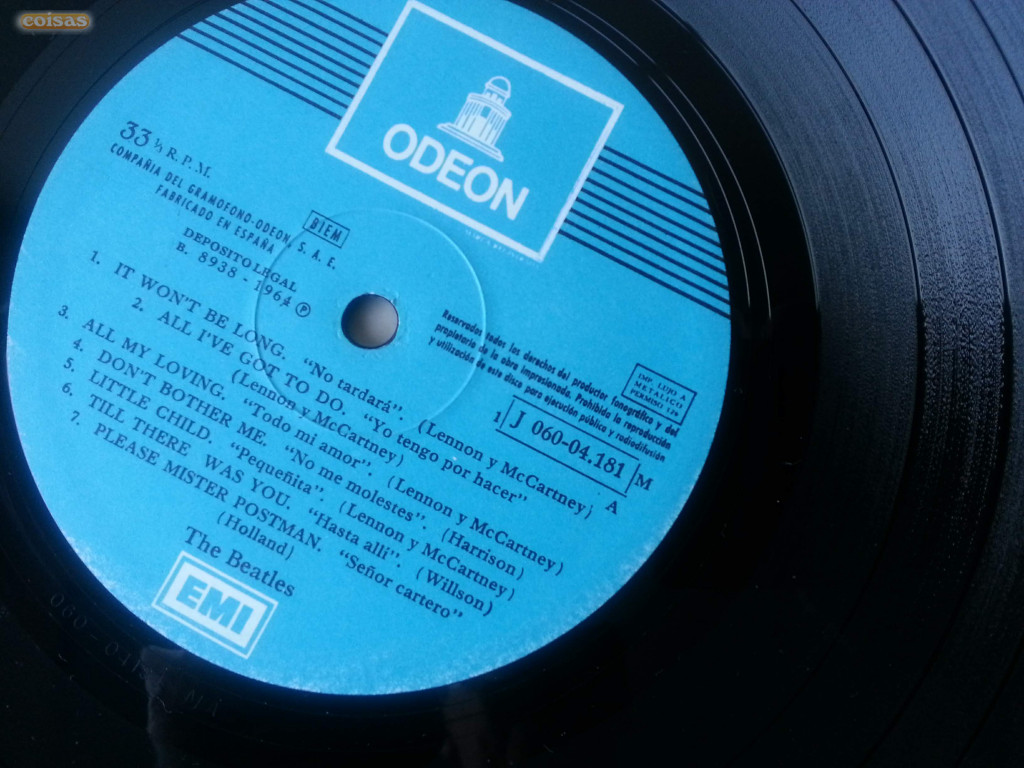 coisas
ODEON
33 ⅓ R. P. M.
COMPAÑIA DEL GRAMOFONO-ODEON, S. A. E.
FABRICADO EN ESPAÑA
BIEM
DEPOSITO LEGAL
B. 8938 - 1964 ℗
Reservados todos los derechos del productor fonográfico y del
propietario de la obra impresionada. Prohibida la reproducción
y utilización de este disco para ejecución pública y radiodifusión
IMP. LUJO A
METALICO
PERMISO 128
1 J 060-04.181 M
A
1. IT WON'T BE LONG. "No tardará". (Lennon y McCartney)
2. ALL I'VE GOT TO DO. "Yo tengo por hacer"
(Lennon y McCartney)
3. ALL MY LOVING. "Todo mi amor". (Lennon y McCartney)
4. DON'T BOTHER ME. "No me molestes". (Harrison)
5. LITTLE CHILD. "Pequeñita". (Lennon y McCartney)
6. TILL THERE WAS YOU. "Hasta allí". (Willson)
7. PLEASE MISTER POSTMAN. "Señor cartero"
(Holland)
The Beatles
EMI